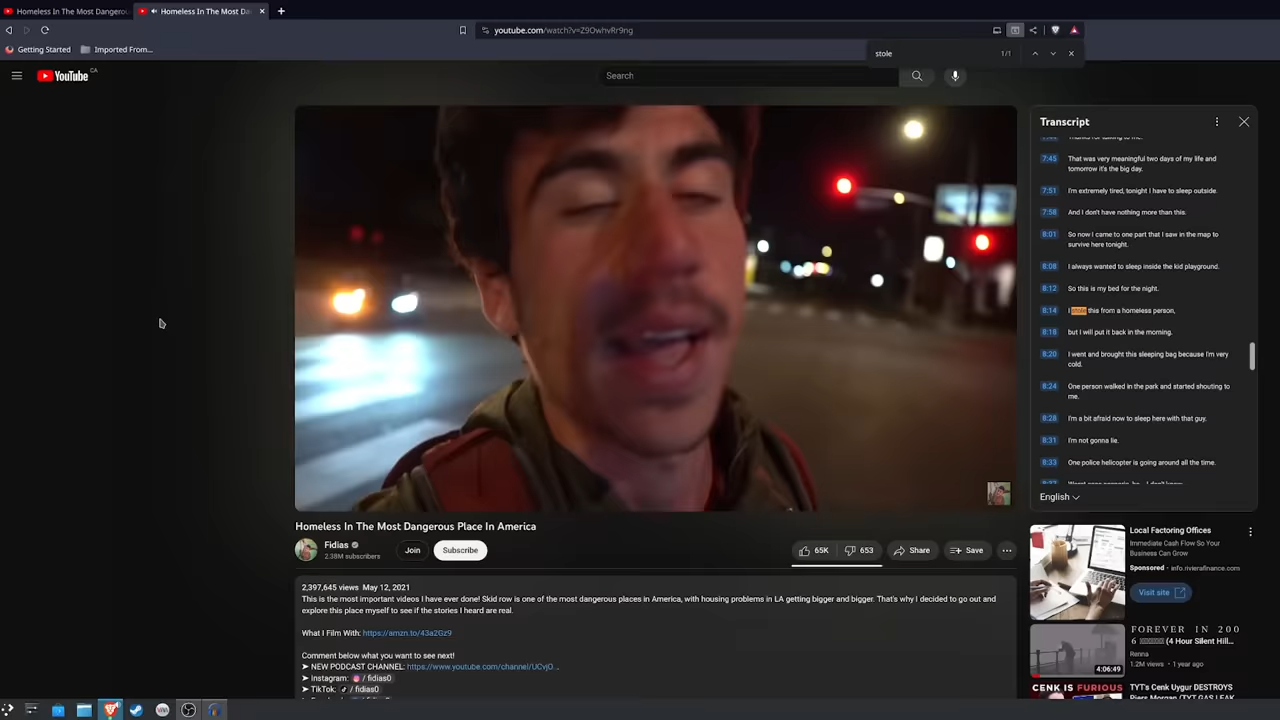 Homeless In The Most Dangerou
Homeless In The Most Da
youtube.com/watch?v=Z9OwhvRr9ng
Getting Started
Imported From...
stole
1/1
YouTube
CA
Search
Transcript
7:45 That was very meaningful two days of my life and
tomorrow it's the big day.
7:51 I'm extremely tired, tonight I have to sleep outside.
7:58 And I don't have nothing more than this.
8:01 So now I came to one part that I saw in the map to
survive here tonight.
8:08 I always wanted to sleep inside the kid playground.
8:12 So this is my bed for the night.
8:14 I stole this from a homeless person,
8:18 but I will put it back in the morning.
8:20 I went and brought this sleeping bag because I'm very
cold.
8:24 One person walked in the park and started shouting to
me.
8:28 I'm a bit afraid now to sleep here with that guy.
8:31 I'm not gonna lie.
8:33 One police helicopter is going around all the time.
English
Homeless In The Most Dangerous Place In America
Fidias
2.38M subscribers
Join
Subscribe
65K
653
Share
Save
2,397,645 views May 12, 2021
This is the most important videos I have ever done! Skid row is one of the most dangerous places in America, with housing problems in LA getting bigger and bigger. That's why I decided to go out and
explore this place myself to see if the stories I heard are real.
What I Film With: https://amzn.to/43a2Gz9
Comment below what you want to see next!
➤ NEW PODCAST CHANNEL: https://www.youtube.com/channel/UCvjO...
➤ Instagram: / fidias0
➤ TikTok: / fidias0
Local Factoring Offices
Immediate Cash Flow So Your
Business Can Grow
Sponsored · info.rivierafinance.com
Visit site
FOREVER IN 200
6 (4 Hour Silent Hill...
Renna
1.2M views · 1 year ago
4:06:49
CENK IS FURIOUS
TYT's Cenk Uygur DESTROYS
Piers Morgan (TYT GAS LEAK